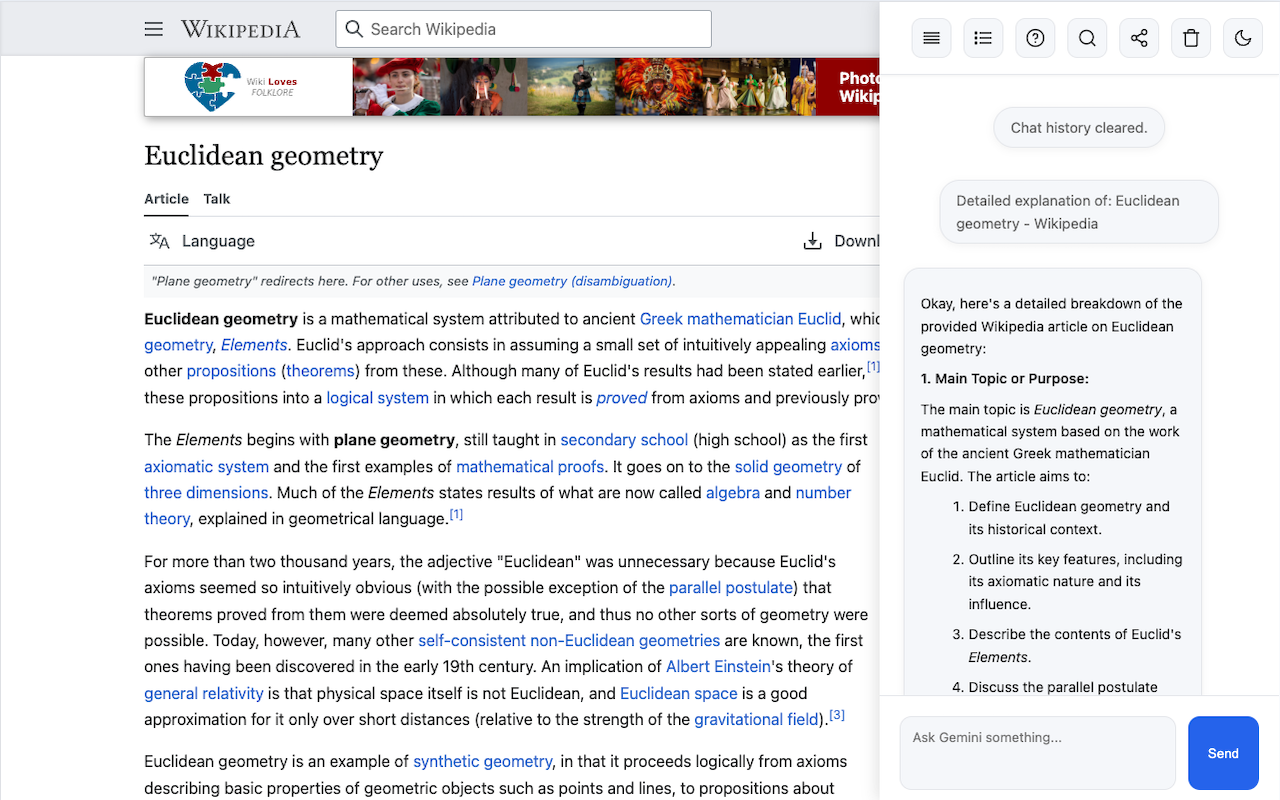 WIKIPEDIA
Search Wikipedia
Wiki Loves
FOLKLORE
Photo
Wikip
Euclidean geometry
Article Talk
Language
Downl
"Plane geometry" redirects here. For other uses, see Plane geometry (disambiguation).
Euclidean geometry is a mathematical system attributed to ancient Greek mathematician Euclid, whic
geometry, Elements. Euclid's approach consists in assuming a small set of intuitively appealing axioms
other propositions (theorems) from these. Although many of Euclid's results had been stated earlier,[1]
these propositions into a logical system in which each result is proved from axioms and previously prov
The Elements begins with plane geometry, still taught in secondary school (high school) as the first
axiomatic system and the first examples of mathematical proofs. It goes on to the solid geometry of
three dimensions. Much of the Elements states results of what are now called algebra and number
theory, explained in geometrical language.[1]
For more than two thousand years, the adjective "Euclidean" was unnecessary because Euclid's
axioms seemed so intuitively obvious (with the possible exception of the parallel postulate) that
theorems proved from them were deemed absolutely true, and thus no other sorts of geometry were
possible. Today, however, many other self-consistent non-Euclidean geometries are known, the first
ones having been discovered in the early 19th century. An implication of Albert Einstein's theory of
general relativity is that physical space itself is not Euclidean, and Euclidean space is a good
approximation for it only over short distances (relative to the strength of the gravitational field).[3]
Euclidean geometry is an example of synthetic geometry, in that it proceeds logically from axioms
describing basic properties of geometric objects such as points and lines, to propositions about
Chat history cleared.
Detailed explanation of: Euclidean
geometry - Wikipedia
Okay, here's a detailed breakdown of the
provided Wikipedia article on Euclidean
geometry:
1. Main Topic or Purpose:
The main topic is Euclidean geometry, a
mathematical system based on the work
of the ancient Greek mathematician
Euclid. The article aims to:
1. Define Euclidean geometry and
its historical context.
2. Outline its key features, including
its axiomatic nature and its
influence.
3. Describe the contents of Euclid's
Elements.
4. Discuss the parallel postulate
Ask Gemini something...
Send